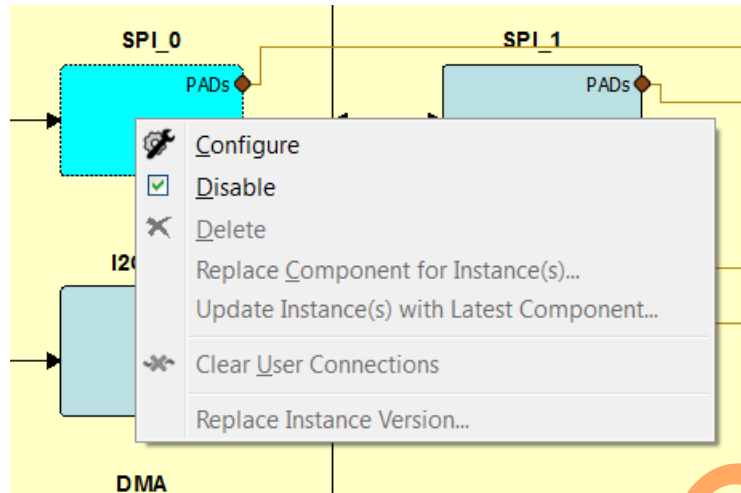 SPI_0
SPI_1
PADs
PADs
Configure
Disable
Delete
Replace Component for Instance(s)...
Update Instance(s) with Latest Component...
Clear User Connections
Replace Instance Version...
DMA